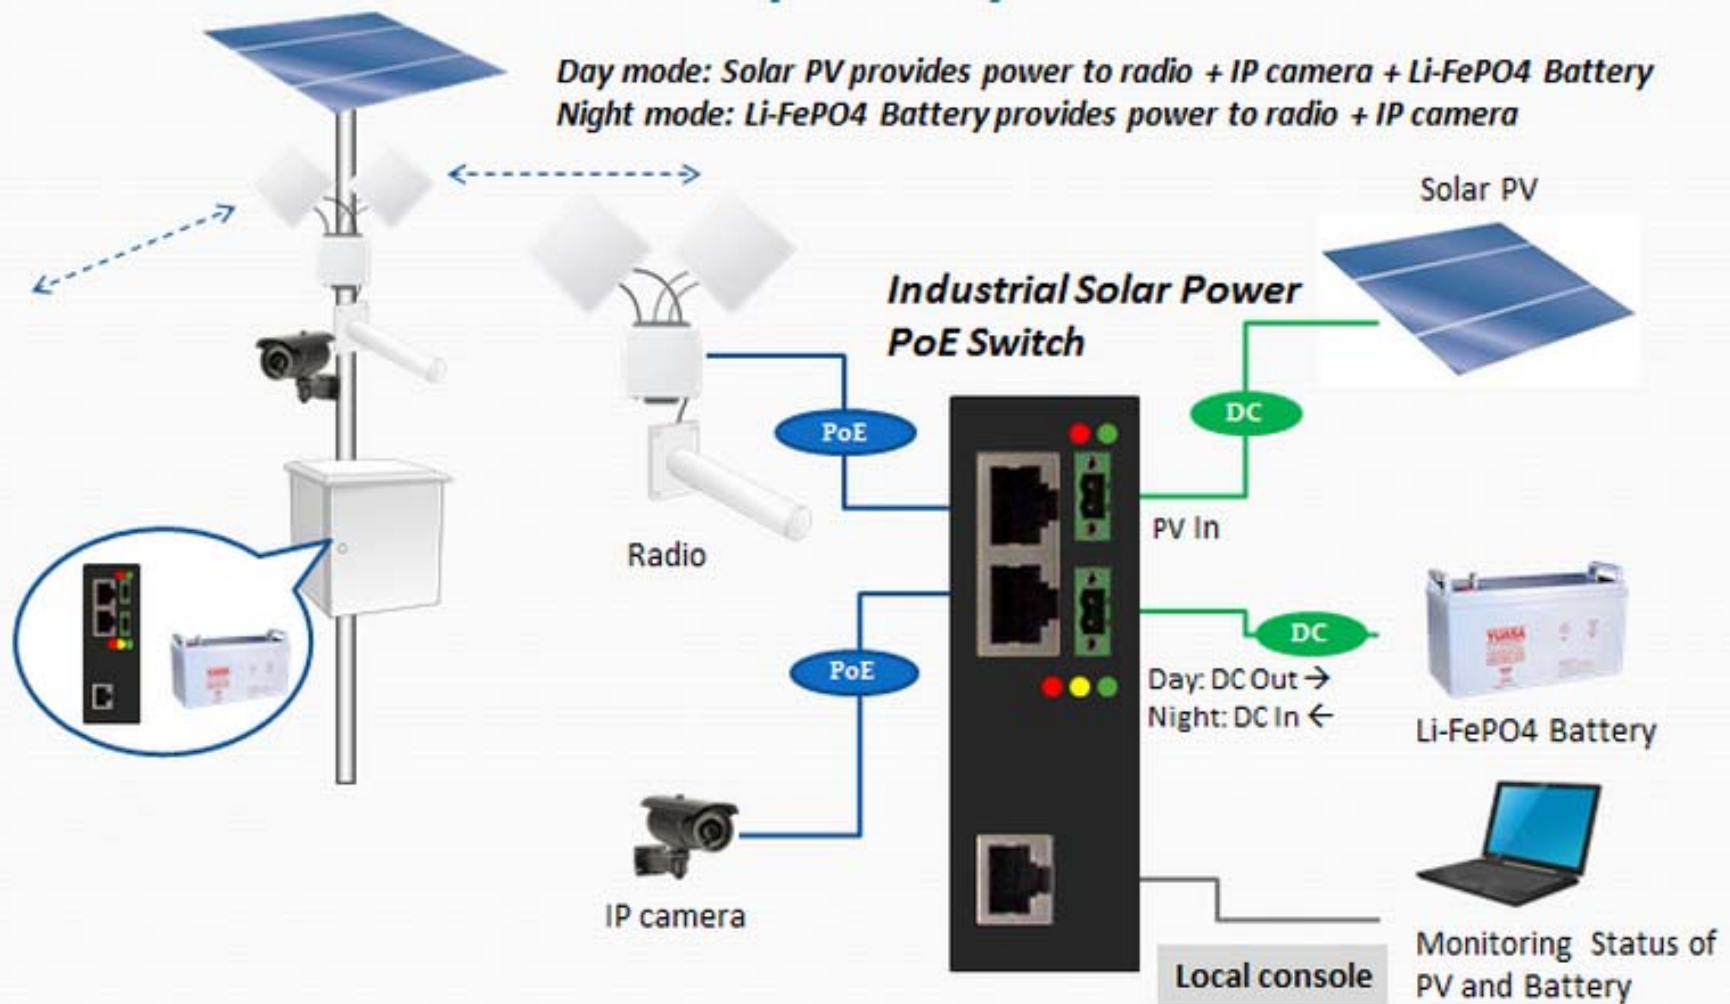 Day mode: Solar PV provides power to radio + IP camera + Li-FePO4 Battery
Night mode: Li-FePO4 Battery provides power to radio + IP camera
Solar PV
Industrial Solar Power
PoE Switch
DC
PoE
PV In
Radio
DC
YUASA
PoE
Day: DC Out →
Night: DC In ←
Li-FePO4 Battery
IP camera
Monitoring Status of
PV and Battery
Local console